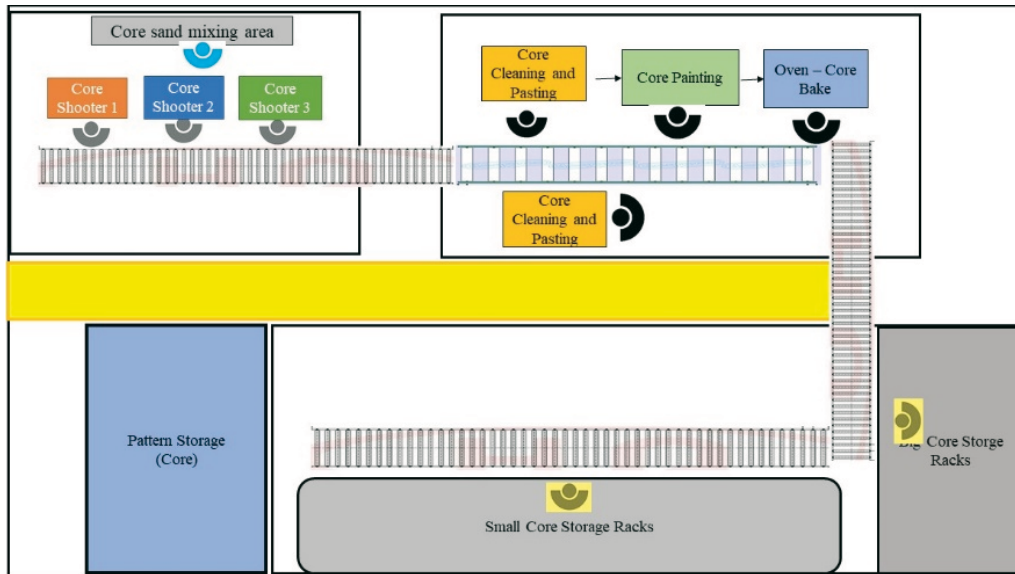 Core sand mixing area
Core
Shooter 1
Core
Shooter 2
Core
Shooter 3
Core
Cleaning and
Pasting
Core Painting
Oven – Core
Bake
Core
Cleaning and
Pasting
Pattern Storage
(Core)
Big Core Storge
Racks
Small Core Storage Racks